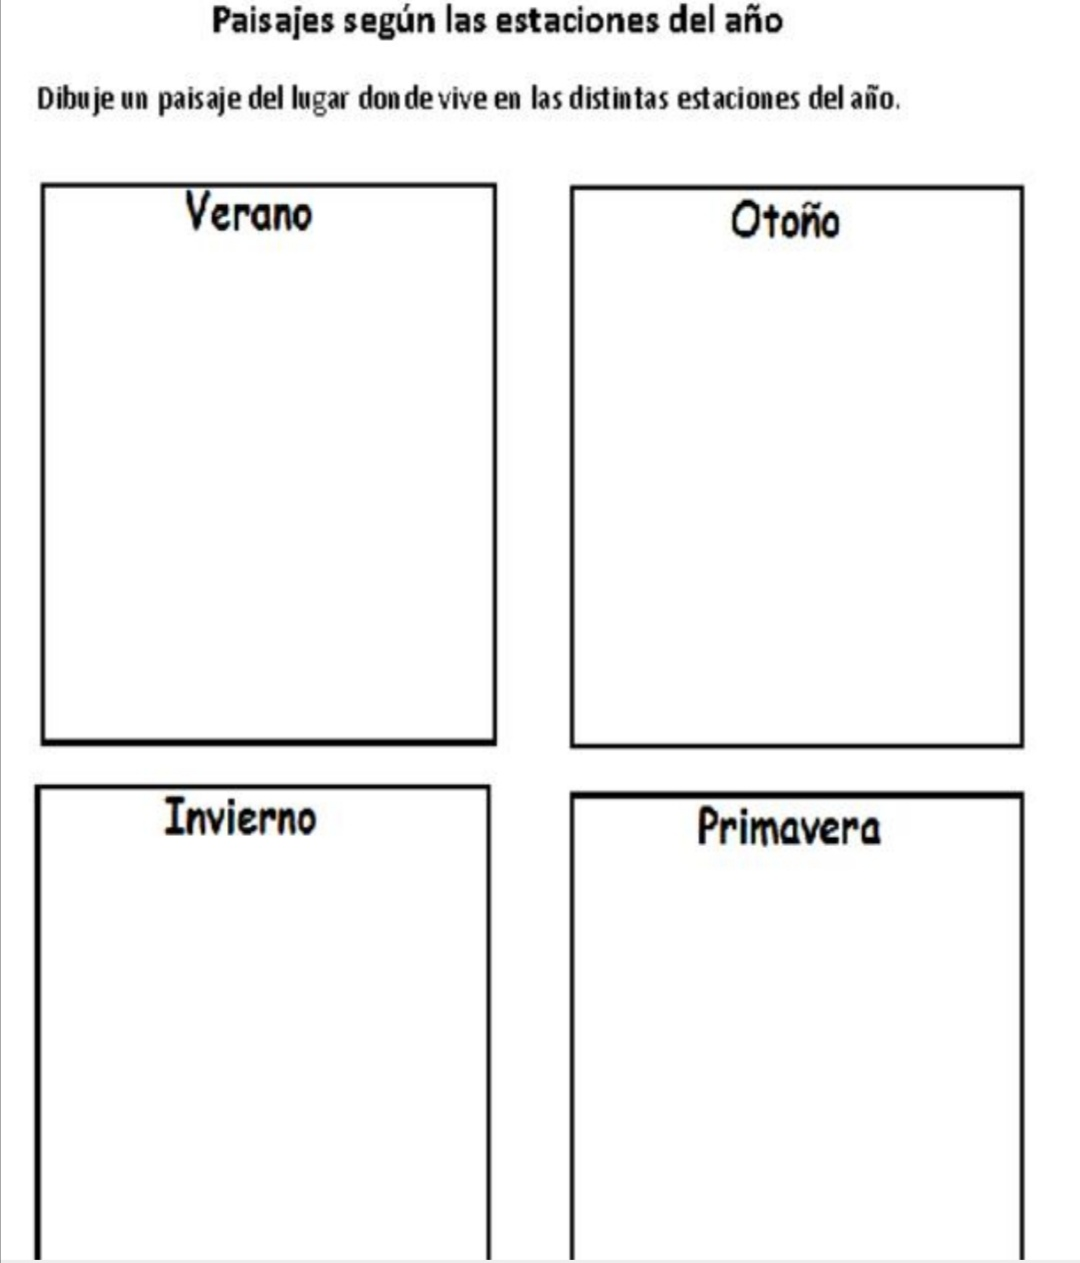 Paisajes según las estaciones del año
Dibuje un paisaje del lugar donde vive en las distintas estaciones del año.
Verano
Otoño
Invierno
Primavera